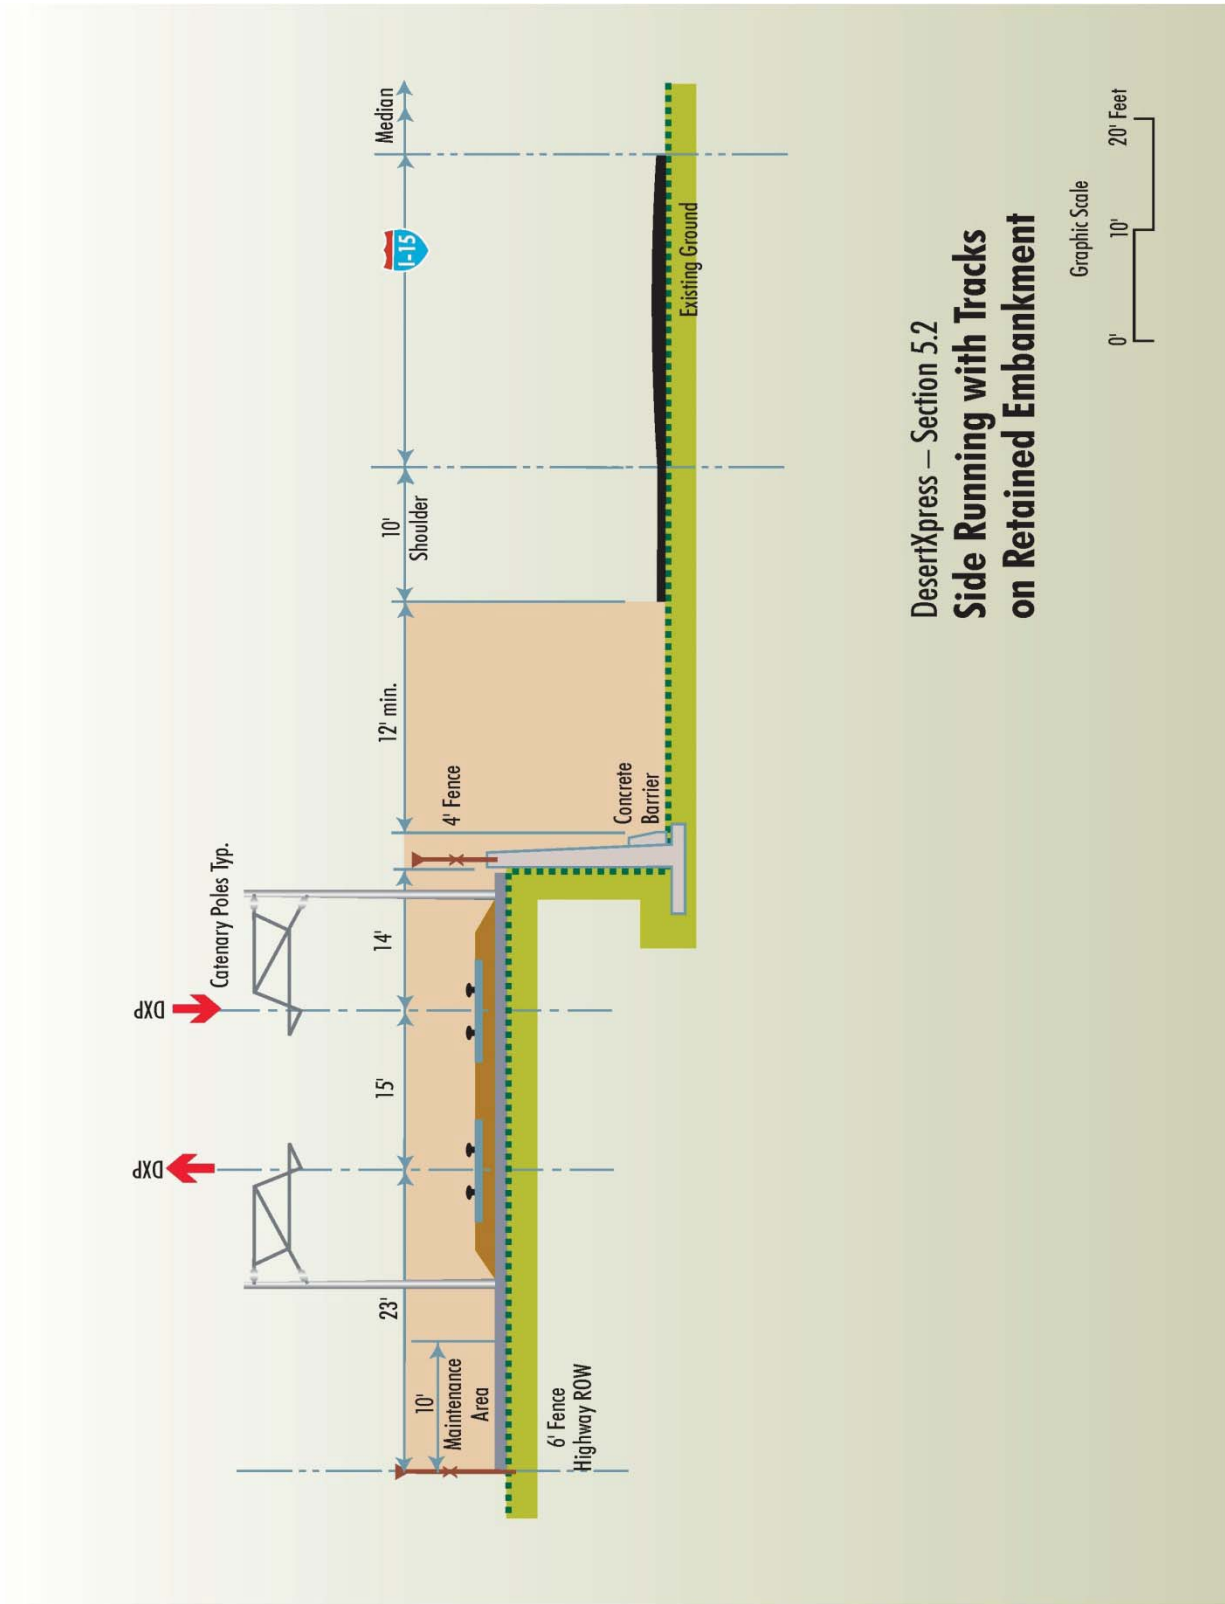 DXP
DXP
Catenary Poles Typ.
23'
15'
14'
12' min.
10'
Shoulder
I-15
Median
10'
Maintenance
Area
4' Fence
Concrete
Barrier
6' Fence
Highway ROW
Existing Ground
DesertXpress – Section 5.2
Side Running with Tracks
on Retained Embankment
Graphic Scale
0' 10' 20' Feet